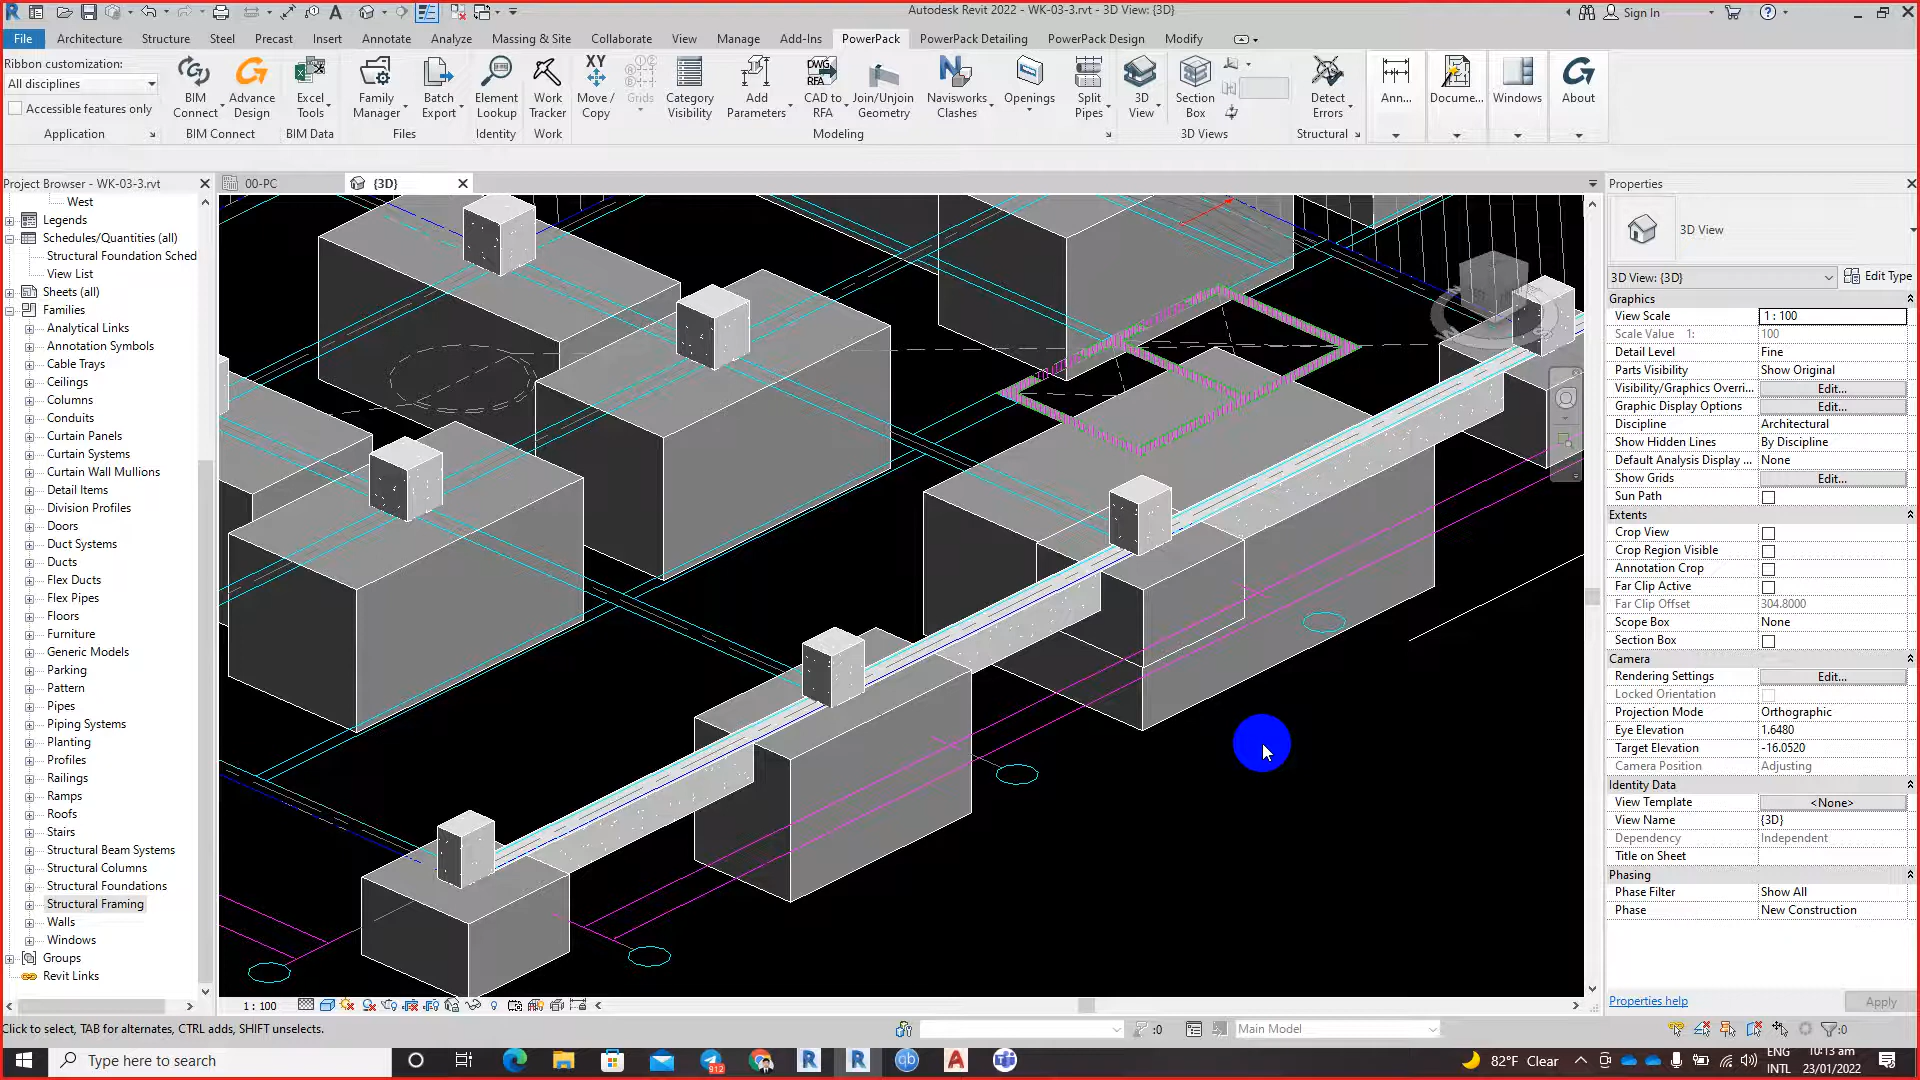 Autodesk Revit 2022 - WK-03-3.rvt - 3D View: {3D}
Sign In
File Architecture Structure Steel Precast Insert Annotate Analyze Massing & Site Collaborate View Manage Add-Ins PowerPack PowerPack Detailing PowerPack Design Modify
Ribbon customization:
All disciplines
Accessible features only
Application
BIM Connect
Advance Design
BIM Connect
Excel Tools
BIM Data
Family Manager
Batch Export
Files
Element Lookup
Identity
Work Tracker
Work
XY
Move / Copy
Grids
Category Visibility
Add Parameters
DWG
RFA
CAD to RFA
Join/Unjoin Geometry
Navisworks Clashes
Openings
Split Pipes
Modeling
3D View
Section Box
3D Views
Detect Errors
Structural
Ann...
Docume...
Windows
About
Project Browser - WK-03-3.rvt
West
Legends
Schedules/Quantities (all)
Structural Foundation Sched
View List
Sheets (all)
Families
Analytical Links
Annotation Symbols
Cable Trays
Ceilings
Columns
Conduits
Curtain Panels
Curtain Systems
Curtain Wall Mullions
Detail Items
Division Profiles
Doors
Duct Systems
Ducts
Flex Ducts
Flex Pipes
Floors
Furniture
Generic Models
Parking
Pattern
Pipes
Piping Systems
Planting
Profiles
Railings
Ramps
Roofs
Stairs
Structural Beam Systems
Structural Columns
Structural Foundations
Structural Framing
Walls
Windows
Groups
Revit Links
00-PC
{3D}
1 : 100
Properties
3D View
3D View: {3D}
Edit Type
Graphics
View Scale 1 : 100
Scale Value 1: 100
Detail Level Fine
Parts Visibility Show Original
Visibility/Graphics Overri... Edit...
Graphic Display Options Edit...
Discipline Architectural
Show Hidden Lines By Discipline
Default Analysis Display ... None
Show Grids Edit...
Sun Path
Extents
Crop View
Crop Region Visible
Annotation Crop
Far Clip Active
Far Clip Offset 304.8000
Scope Box None
Section Box
Camera
Rendering Settings Edit...
Locked Orientation
Projection Mode Orthographic
Eye Elevation 1.6480
Target Elevation -16.0520
Camera Position Adjusting
Identity Data
View Template <None>
View Name {3D}
Dependency Independent
Title on Sheet
Phasing
Phase Filter Show All
Phase New Construction
Properties help
Apply
Click to select, TAB for alternates, CTRL adds, SHIFT unselects.
:0
Main Model
:0
Type here to search
912
82°F Clear
ENG
INTL
10:13 am
23/01/2022